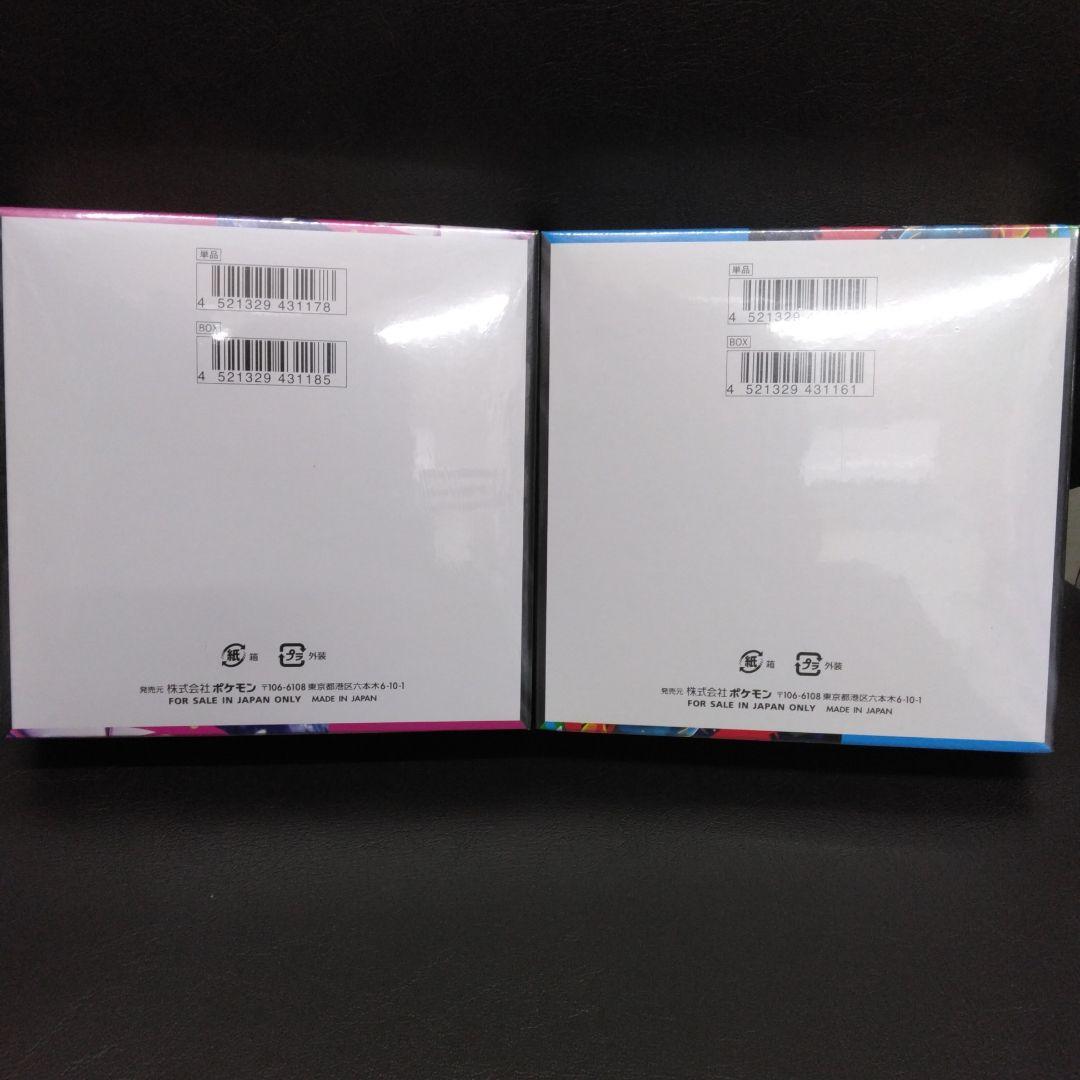 単品
4 521329 431178
BOX
4 521329 431185
紙 箱 プラ 外装
発売元 株式会社 ポケモン 〒106-6108 東京都港区六本木6-10-1
FOR SALE IN JAPAN ONLY MADE IN JAPAN
単品
4 521329
BOX
4 521329 431161
紙 箱 プラ 外装
発売元 株式会社 ポケモン 〒106-6108 東京都港区六本木6-10-1
FOR SALE IN JAPAN ONLY MADE IN JAPAN